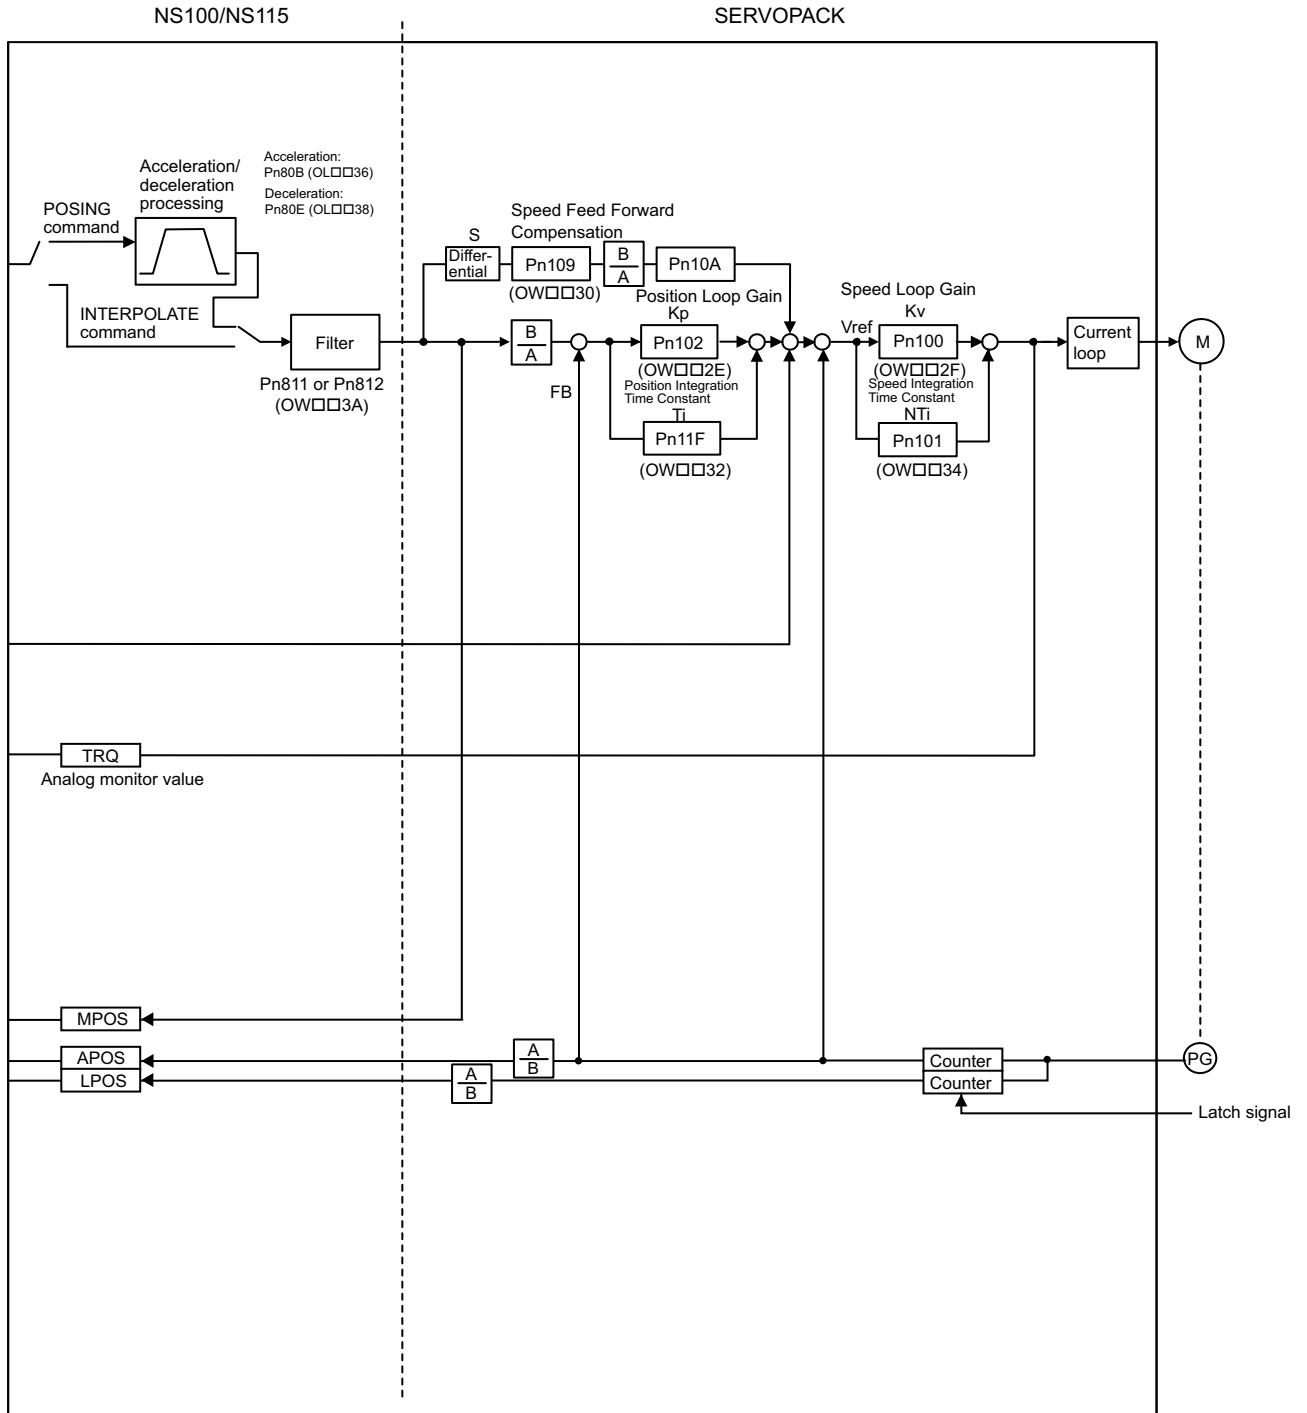 NS100/NS115
SERVOPACK
Acceleration/
deceleration
processing
Acceleration:
Pn80B (OL□□36)
Deceleration:
Pn80E (OL□□38)
POSING
command
INTERPOLATE
command
Filter
Pn811 or Pn812
(OW□□3A)
Speed Feed Forward
Compensation
S
Differ-
ential
Pn109
(OW□□30)
B
A
Pn10A
Position Loop Gain
Kp
B
A
Pn102
(OW□□2E)
Position Integration
Time Constant
Ti
Pn11F
(OW□□32)
FB
Speed Loop Gain
Kv
Vref
Pn100
(OW□□2F)
Speed Integration
Time Constant
NTi
Pn101
(OW□□34)
Current
loop
M
TRQ
Analog monitor value
MPOS
APOS
LPOS
A
B
A
B
Counter
Counter
PG
Latch signal